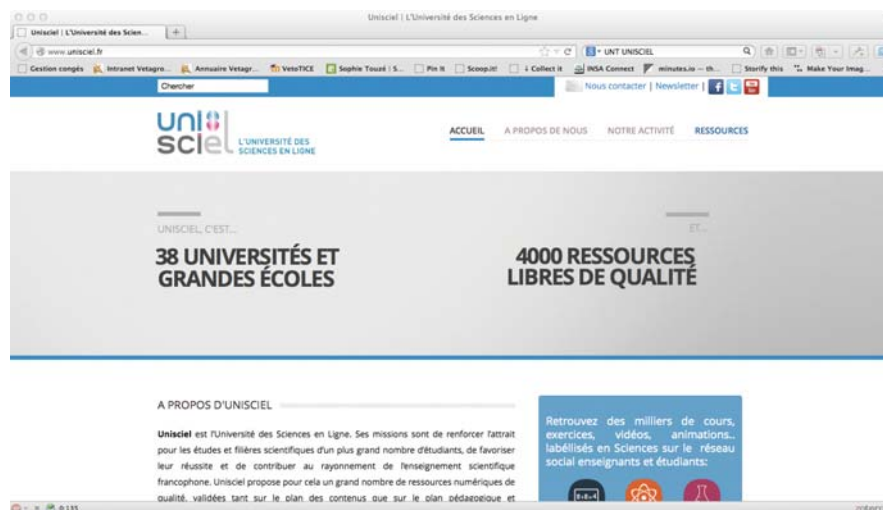 Unisciel | L'Université des Sciences en Ligne
Unisciel | L'Université des Scien...
www.unisciel.fr
UNT UNISCIEL
Gestion congés Intranet Vetagro... Annuaire Vetagr... VetoTICE Sophie Touzé | S... Pin It Scoop.it! Collect it INSA Connect minutes.io — th... Storify this Make Your Imag...
Chercher
Nous contacter | Newsletter |
uni
sciel
L'UNIVERSITÉ DES
SCIENCES EN LIGNE
ACCUEIL A PROPOS DE NOUS NOTRE ACTIVITÉ RESSOURCES
UNISCIEL, C'EST...
38 UNIVERSITÉS ET
GRANDES ÉCOLES
ET...
4000 RESSOURCES
LIBRES DE QUALITÉ
A PROPOS D'UNISCIEL
Unisciel est l'Université des Sciences en Ligne. Ses missions sont de renforcer l'attrait
pour les études et filières scientifiques d'un plus grand nombre d'étudiants, de favoriser
leur réussite et de contribuer au rayonnement de l'enseignement scientifique
francophone. Unisciel propose pour cela un grand nombre de ressources numériques de
qualité, validées tant sur le plan des contenus que sur le plan pédagogique et
Retrouvez des milliers de cours,
exercices, vidéos, animations..
labéllisés en Sciences sur le réseau
social enseignants et étudiants: